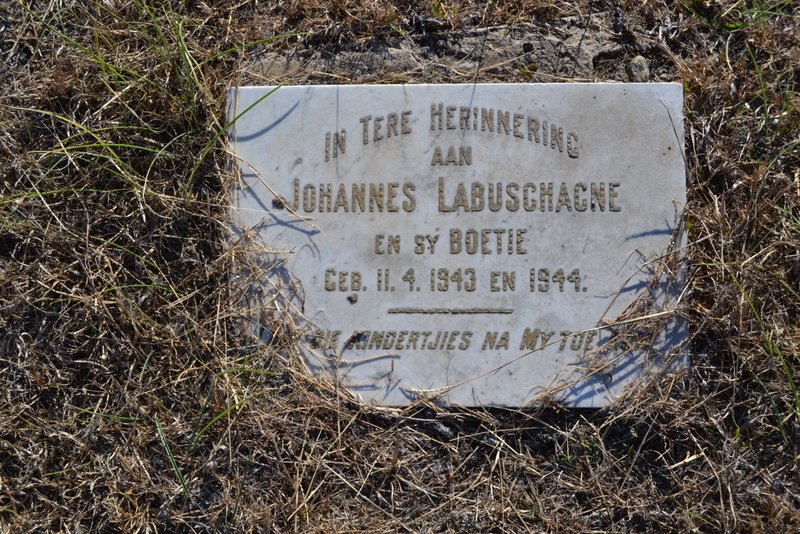 IN TERE HERINNERING
AAN
JOHANNES LABUSCHAGNE
EN SY BOETIE
GEB. 11. 4. 1943 EN 1944.
KINDERTJIES NA MY TOE